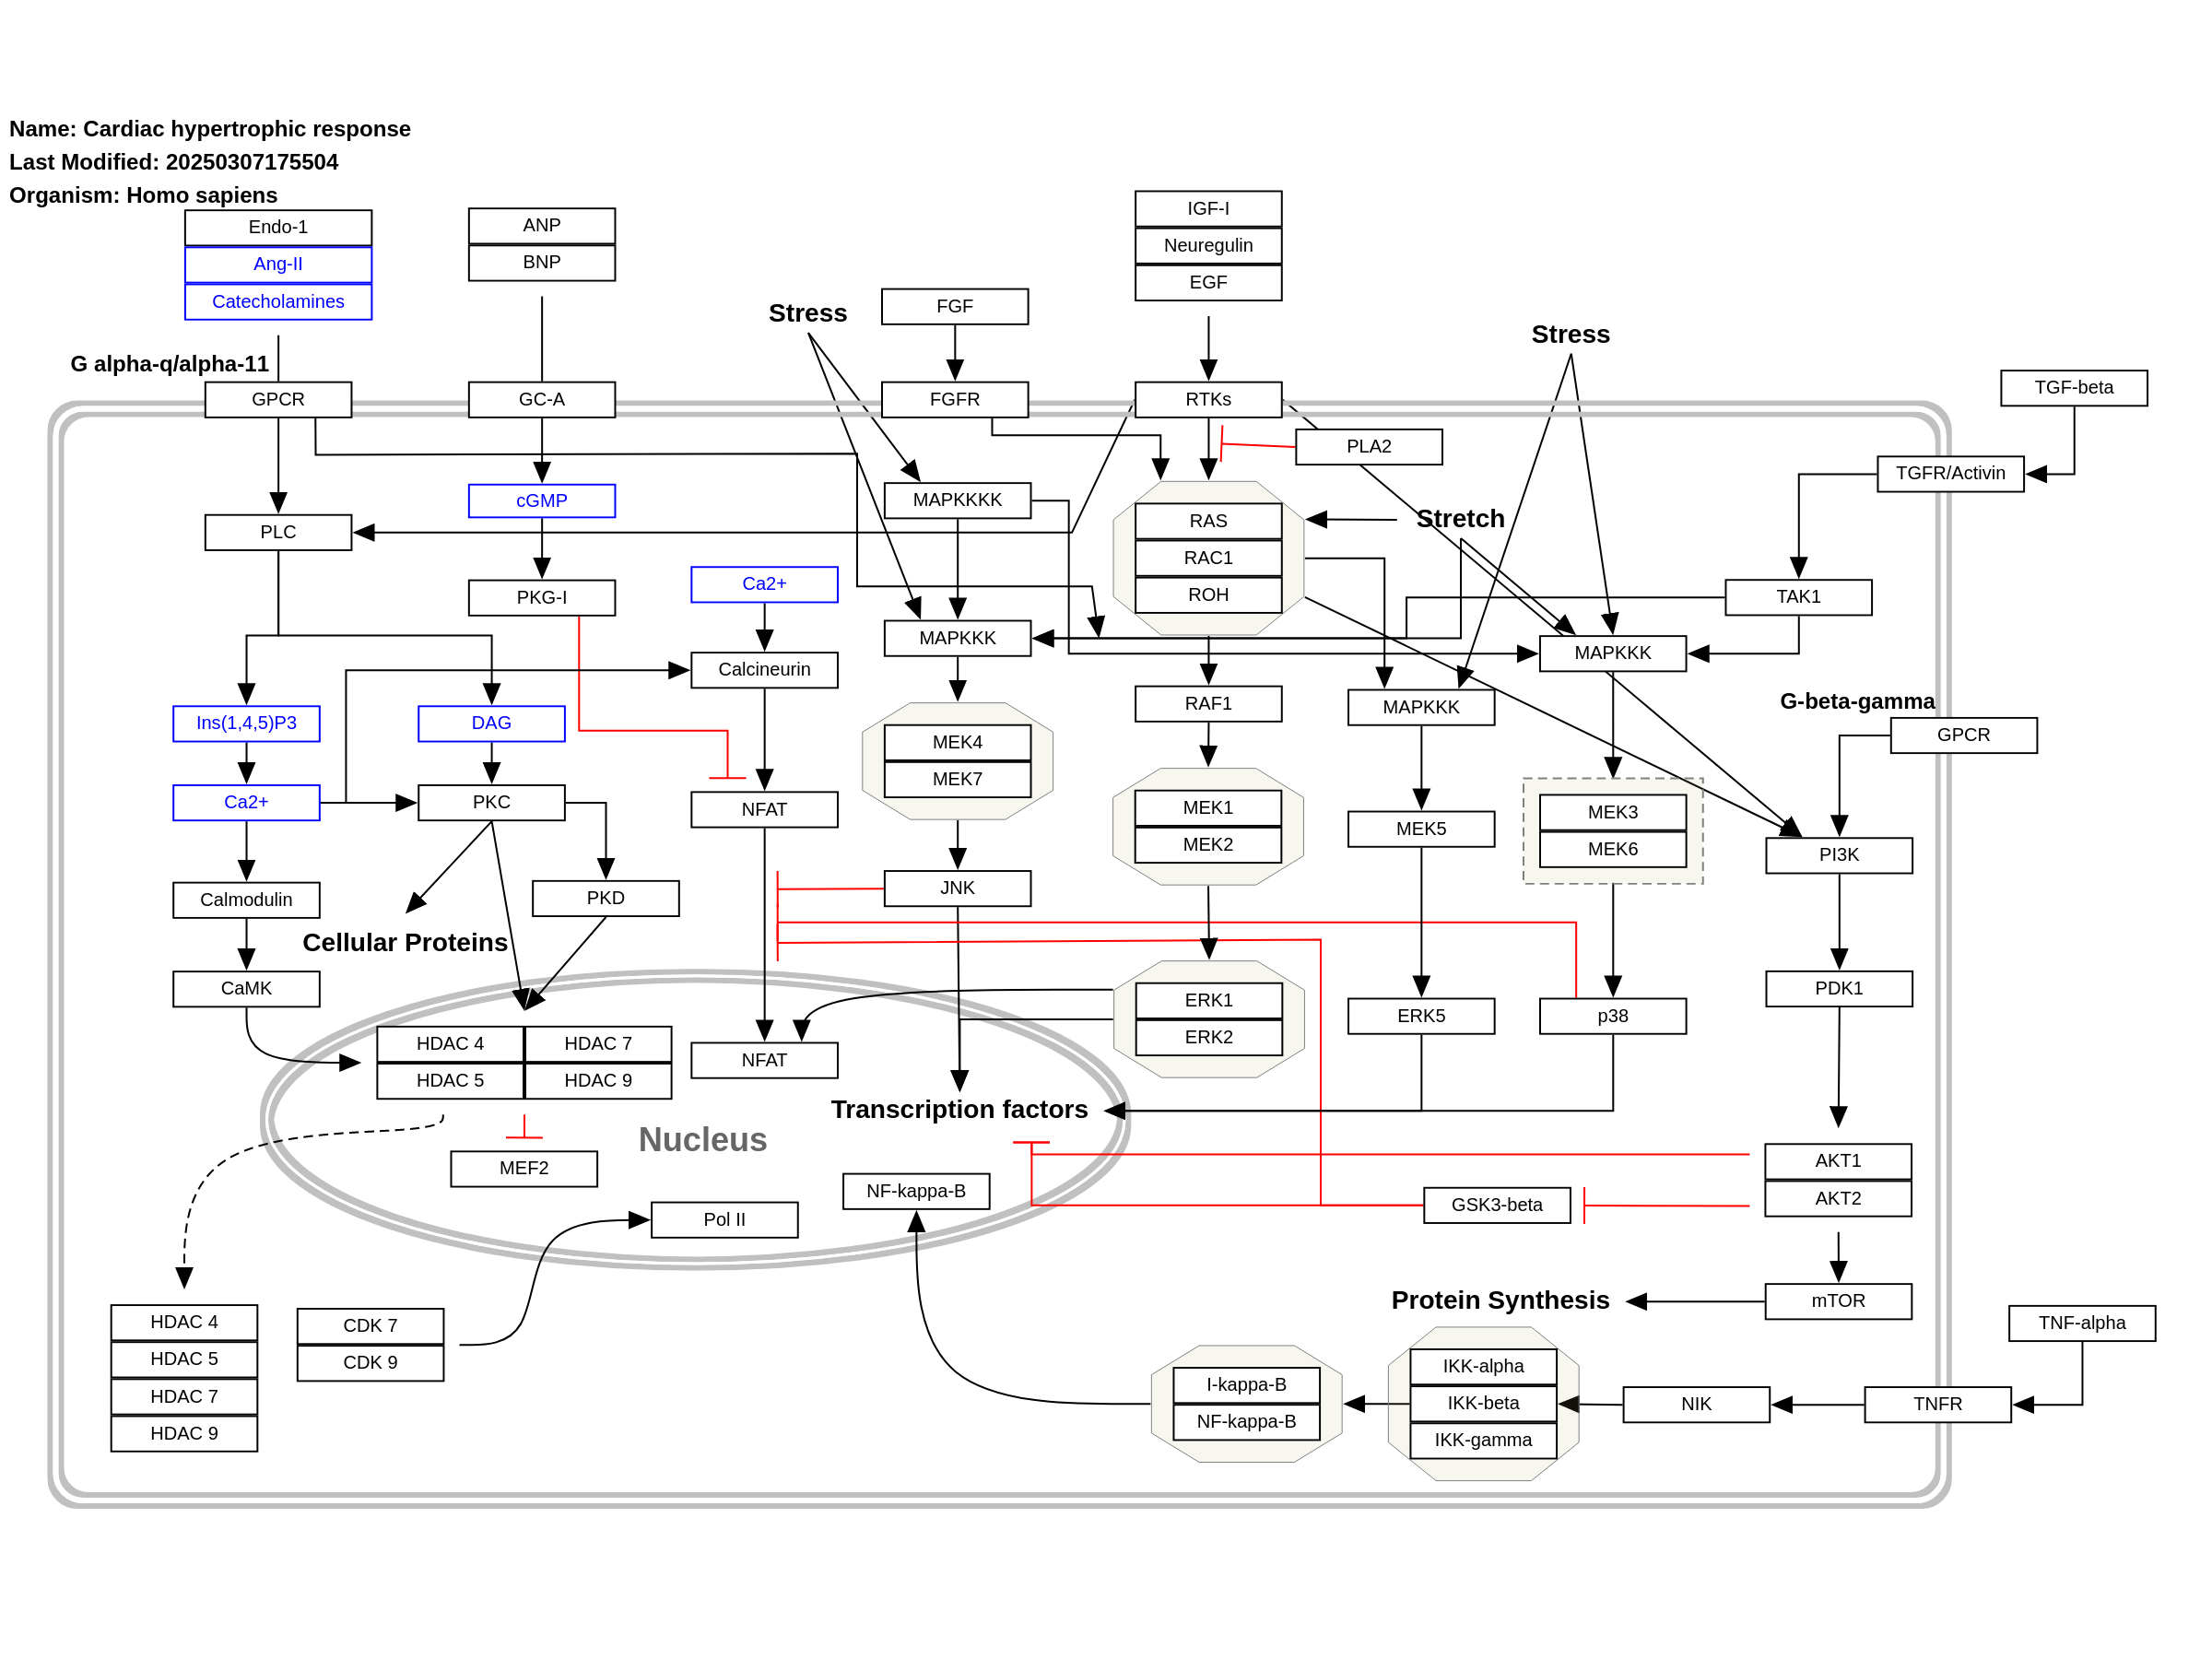 Name: Cardiac hypertrophic response
Last Modified: 20250307175504
Organism: Homo sapiens
Endo-1
Ang-II
Catecholamines
ANP
BNP
IGF-I
Neuregulin
EGF
Stress
FGF
Stress
G alpha-q/alpha-11
GPCR
GC-A
FGFR
RTKs
TGF-beta
PLA2
TGFR/Activin
cGMP
MAPKKKK
RAS
RAC1
ROH
Stretch
PLC
PKG-I
Ca2+
TAK1
MAPKKK
Calcineurin
MAPKKK
RAF1
MAPKKK
G-beta-gamma
GPCR
Ins(1,4,5)P3
DAG
MEK4
MEK7
Ca2+
PKC
NFAT
MEK1
MEK2
MEK5
MEK3
MEK6
PI3K
Calmodulin
PKD
JNK
Cellular Proteins
CaMK
ERK1
ERK2
ERK5
p38
PDK1
HDAC 4
HDAC 7
HDAC 5
HDAC 9
NFAT
Transcription factors
Nucleus
MEF2
AKT1
AKT2
NF-kappa-B
GSK3-beta
Pol II
Protein Synthesis
mTOR
HDAC 4
HDAC 5
HDAC 7
HDAC 9
CDK 7
CDK 9
TNF-alpha
I-kappa-B
NF-kappa-B
IKK-alpha
IKK-beta
IKK-gamma
NIK
TNFR